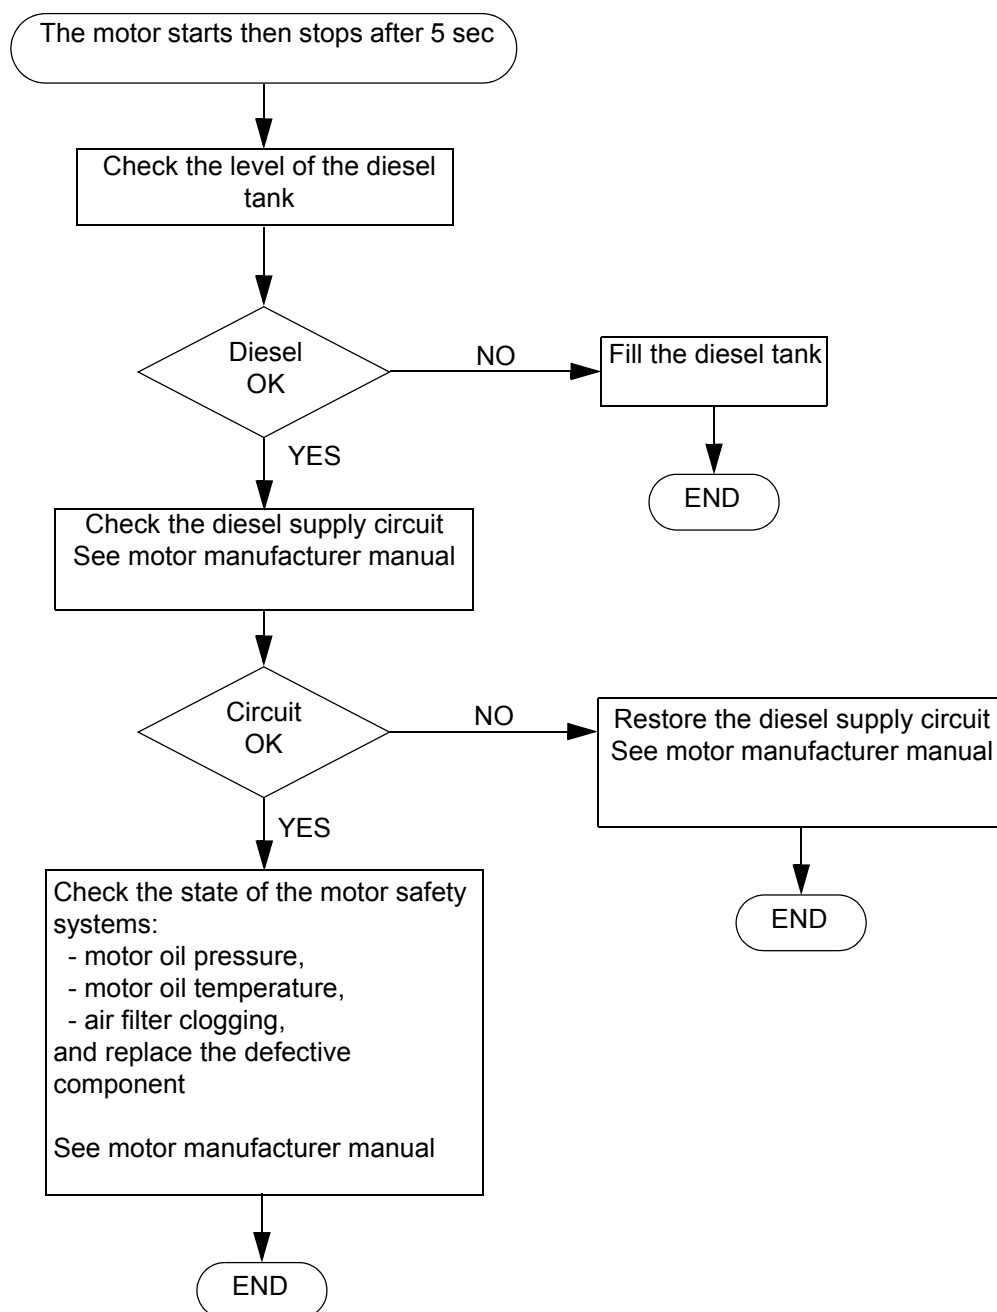 The motor starts then stops after 5 sec
Check the level of the diesel
tank
Diesel
OK
NO
Fill the diesel tank
END
YES
Check the diesel supply circuit
See motor manufacturer manual
Circuit
OK
NO
Restore the diesel supply circuit
See motor manufacturer manual
END
YES
Check the state of the motor safety
systems:
- motor oil pressure,
- motor oil temperature,
- air filter clogging,
and replace the defective
component
See motor manufacturer manual
END